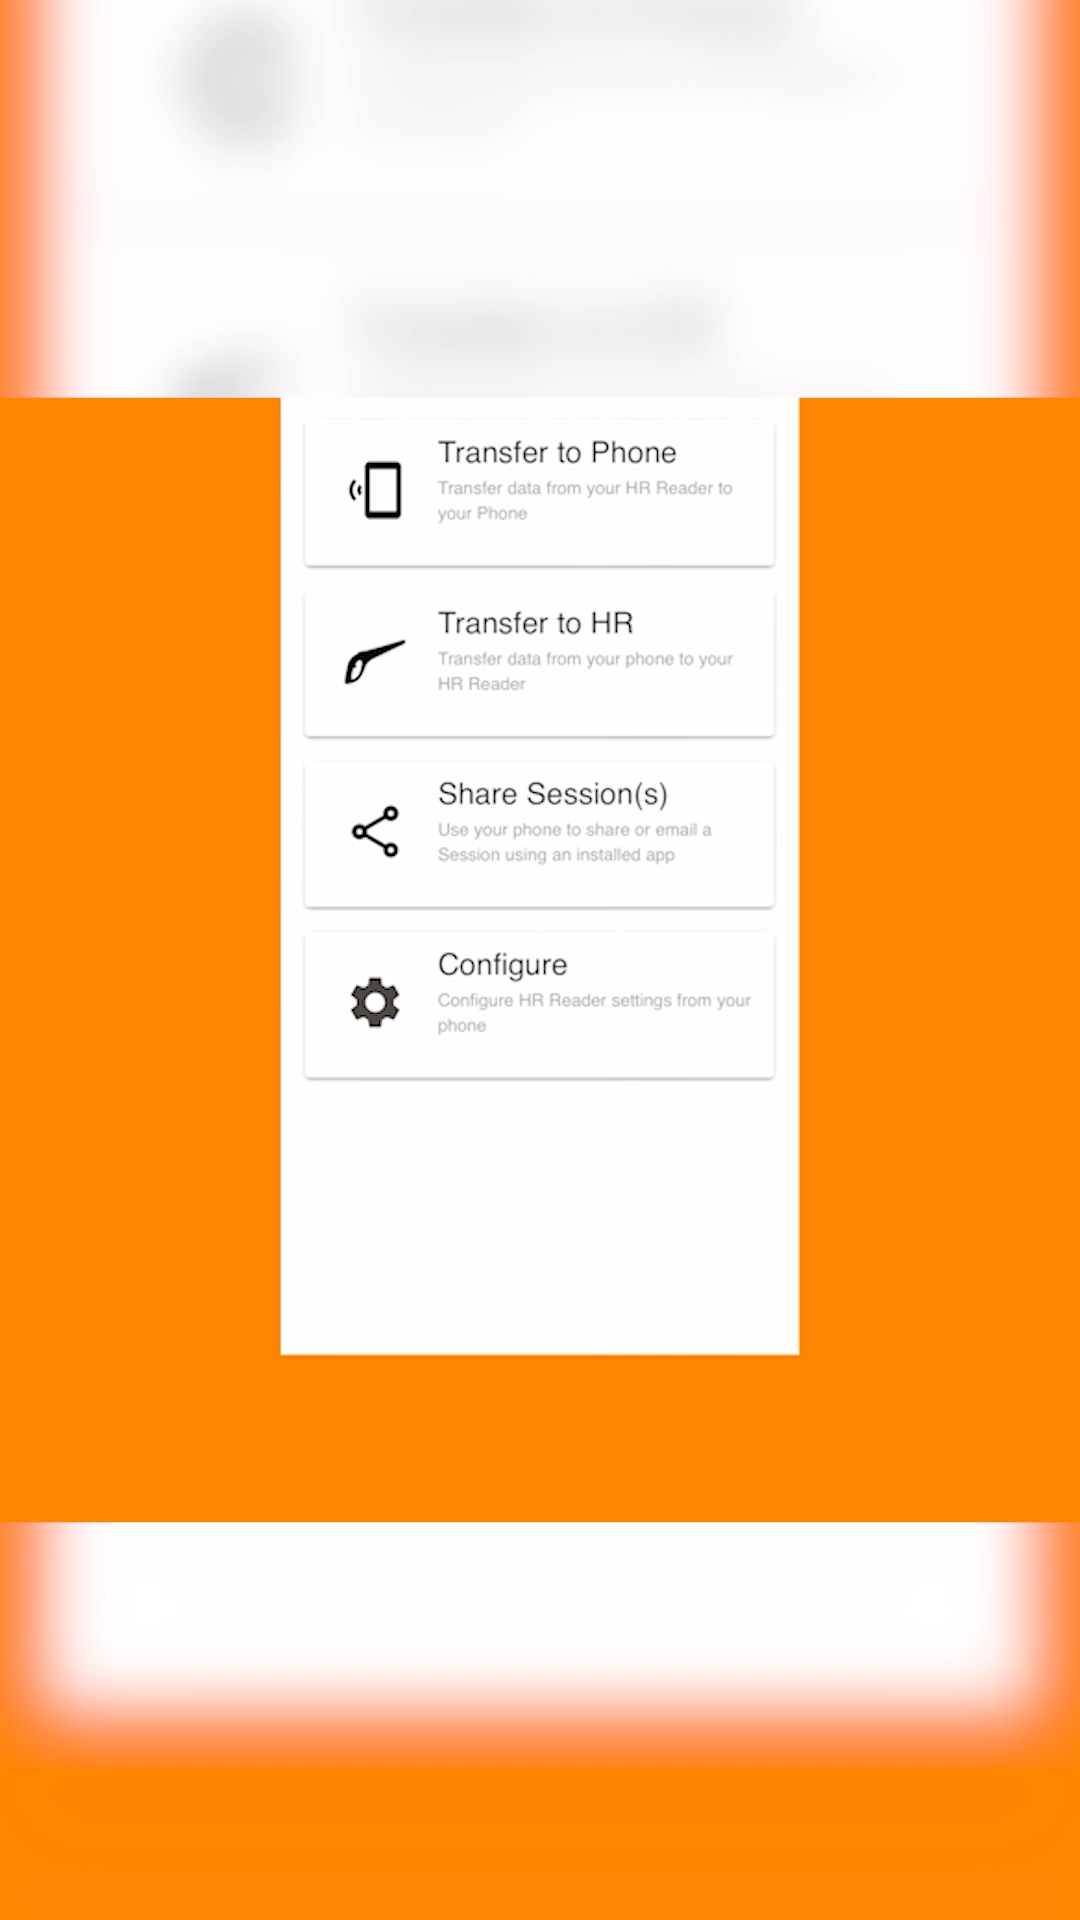 Transfer to Phone
Transfer data from your HR Reader to
your Phone
Transfer to HR
Transfer data from your phone to your
HR Reader
Share Session(s)
Use your phone to share or email a
Session using an installed app
Configure
Configure HR Reader settings from your
phone